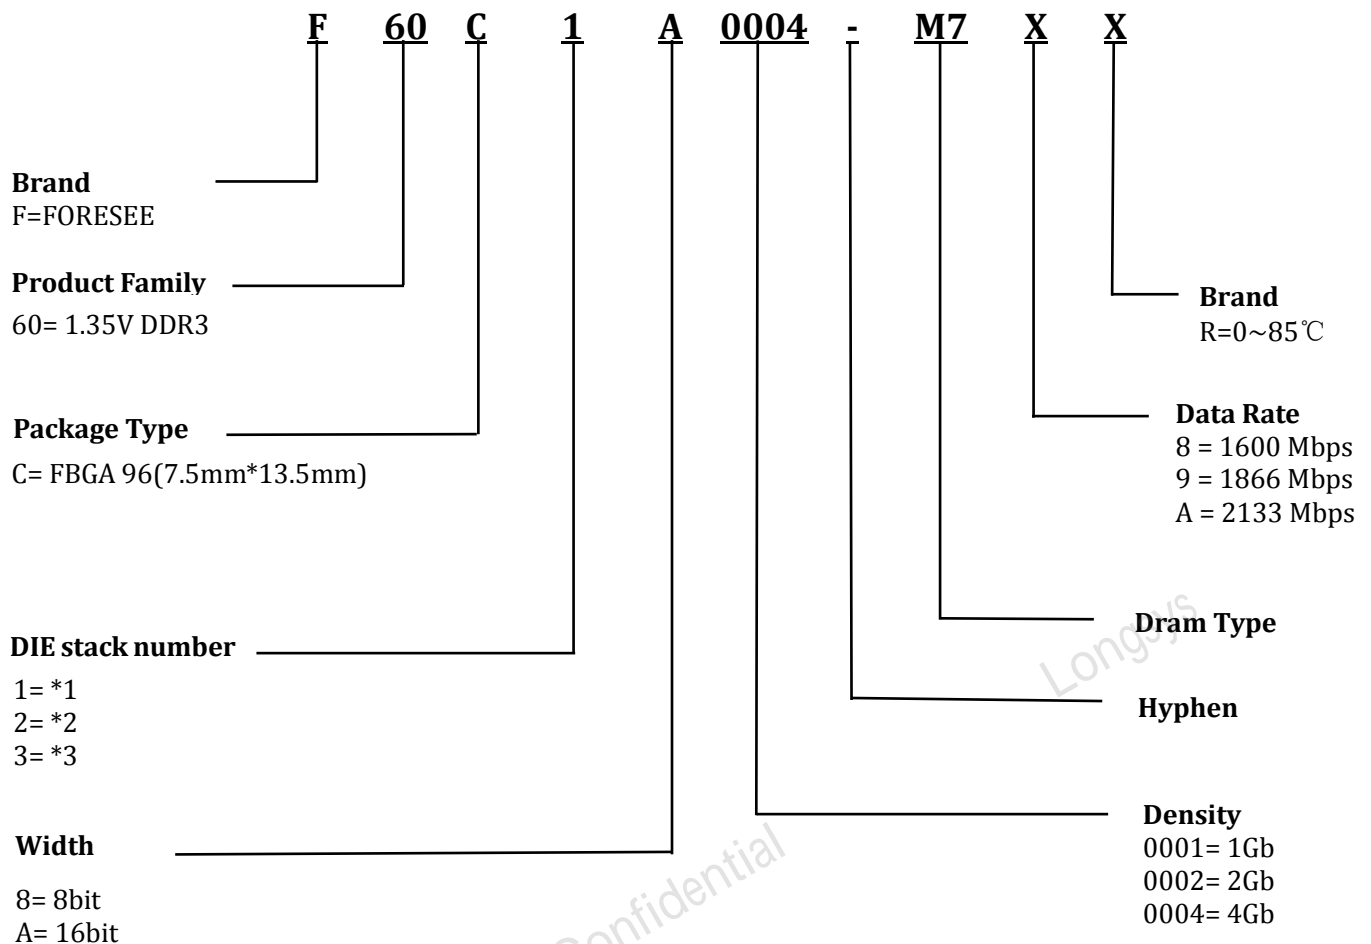 F 60 C 1 A 0004 - M7 X X
Brand
F=FORESEE
Product Family
60= 1.35V DDR3
Package Type
C= FBGA 96(7.5mm*13.5mm)
DIE stack number
1= *1
2= *2
3= *3
Width
8= 8bit
A= 16bit
Brand
R=0~85℃
Data Rate
8 = 1600 Mbps
9 = 1866 Mbps
A = 2133 Mbps
Dram Type
Hyphen
Density
0001= 1Gb
0002= 2Gb
0004= 4Gb
Longsys
Confidential